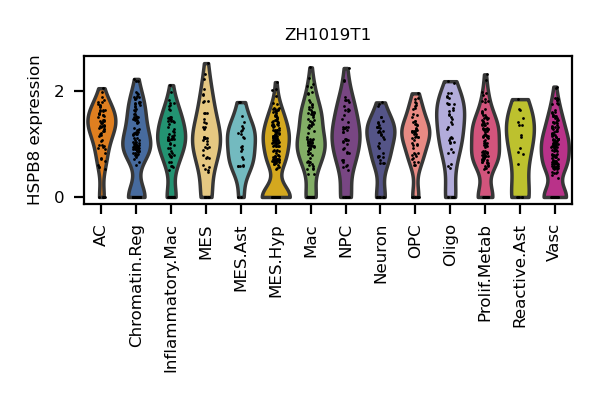 ZH1019T1
HSPB8 expression
2
0
AC
Chromatin.Reg
Inflammatory.Mac
MES
MES.Ast
MES.Hyp
Mac
NPC
Neuron
OPC
Oligo
Prolif.Metab
Reactive.Ast
Vasc